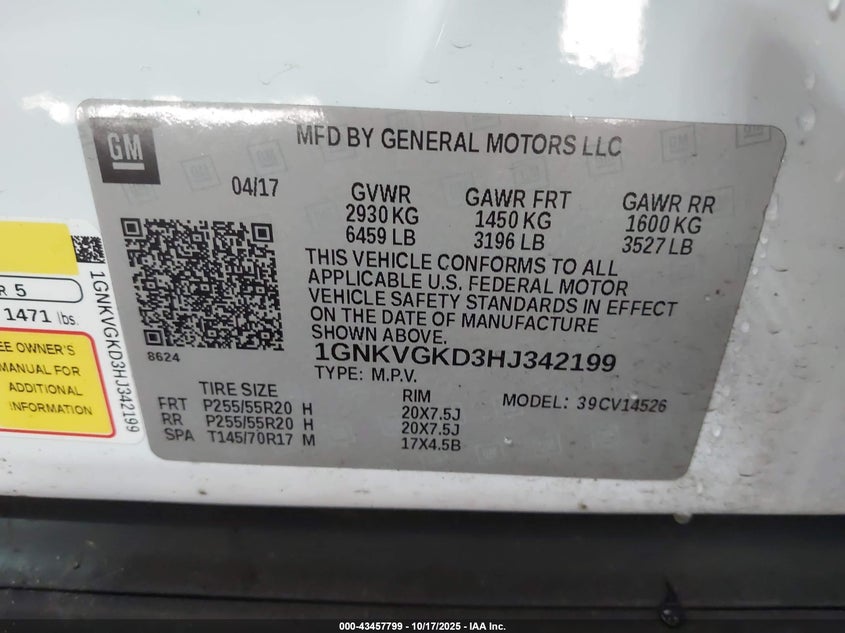 GM
MFD BY GENERAL MOTORS LLC
04/17
GVWR GAWR FRT GAWR RR
2930 KG 1450 KG 1600 KG
6459 LB 3196 LB 3527 LB
THIS VEHICLE CONFORMS TO ALL
APPLICABLE U.S. FEDERAL MOTOR
VEHICLE SAFETY STANDARDS IN EFFECT
ON THE DATE OF MANUFACTURE
SHOWN ABOVE.
8624
1GNKVGKD3HJ342199
TYPE: M.P.V.
TIRE SIZE RIM MODEL: 39CV14526
FRT P255/55R20 H 20X7.5J
RR P255/55R20 H 20X7.5J
SPA T145/70R17 M 17X4.5B
R 5
1471 lbs.
EE OWNER'S
MANUAL FOR
ADDITIONAL
INFORMATION
1GNKVGKD3HJ342199
000-43457799 - 10/17/2025 - IAA Inc.